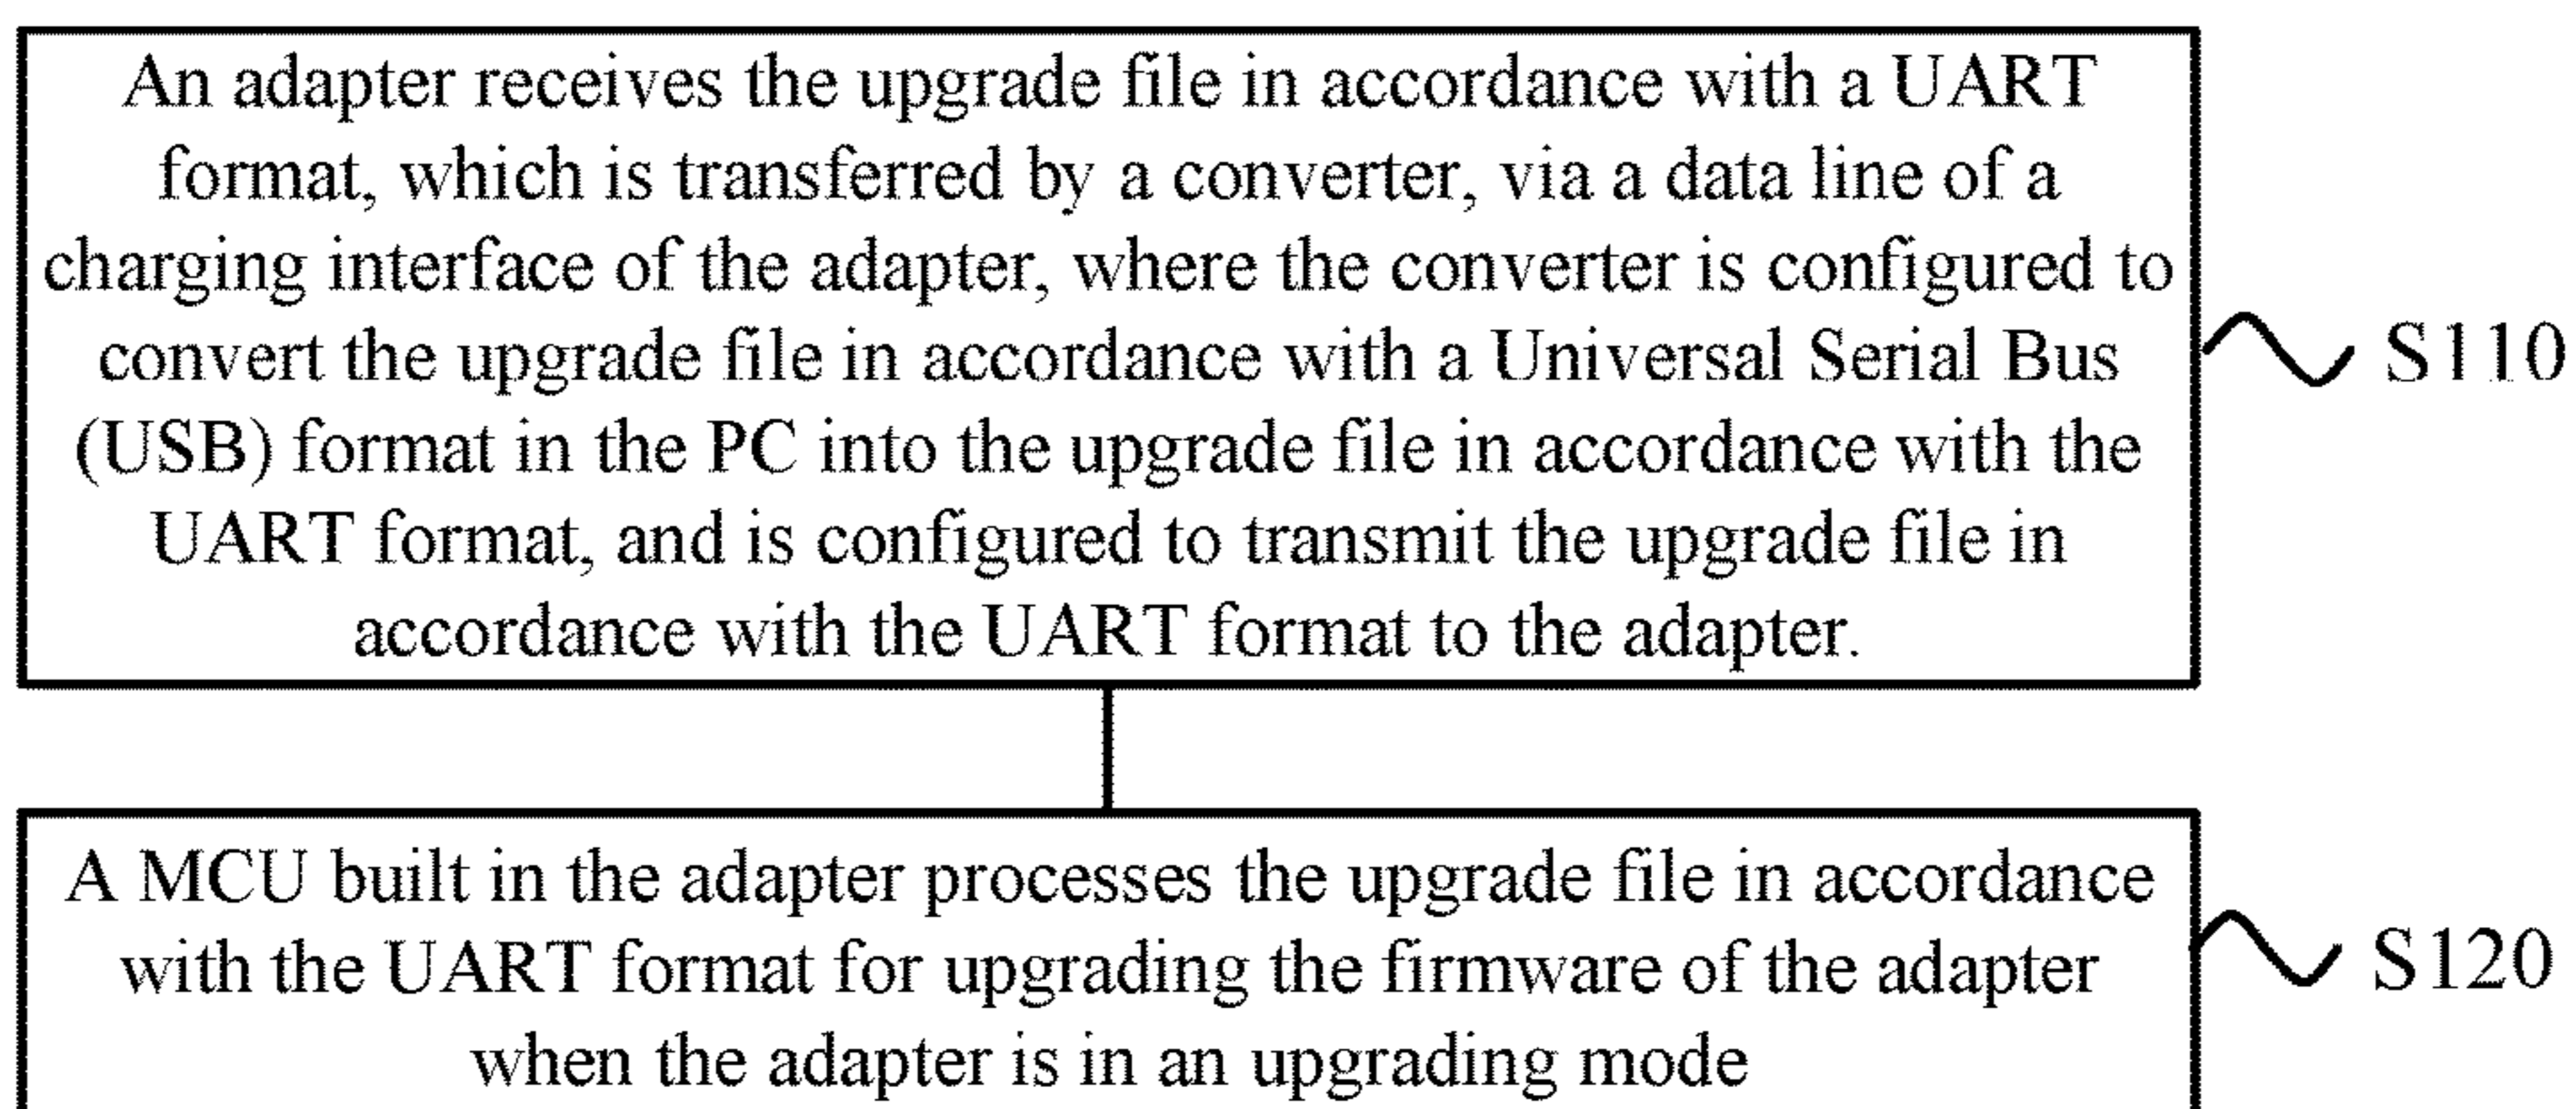 An adapter receives the upgrade file in accordance with a UART
format, which is transferred by a converter, via a data line of a
charging interface of the adapter, where the converter is configured to
convert the upgrade file in accordance with a Universal Serial Bus
(USB) format in the PC into the upgrade file in accordance with the
UART format, and is configured to transmit the upgrade file in
accordance with the UART format to the adapter.
S110
A MCU built in the adapter processes the upgrade file in accordance
with the UART format for upgrading the firmware of the adapter
when the adapter is in an upgrading mode
S120